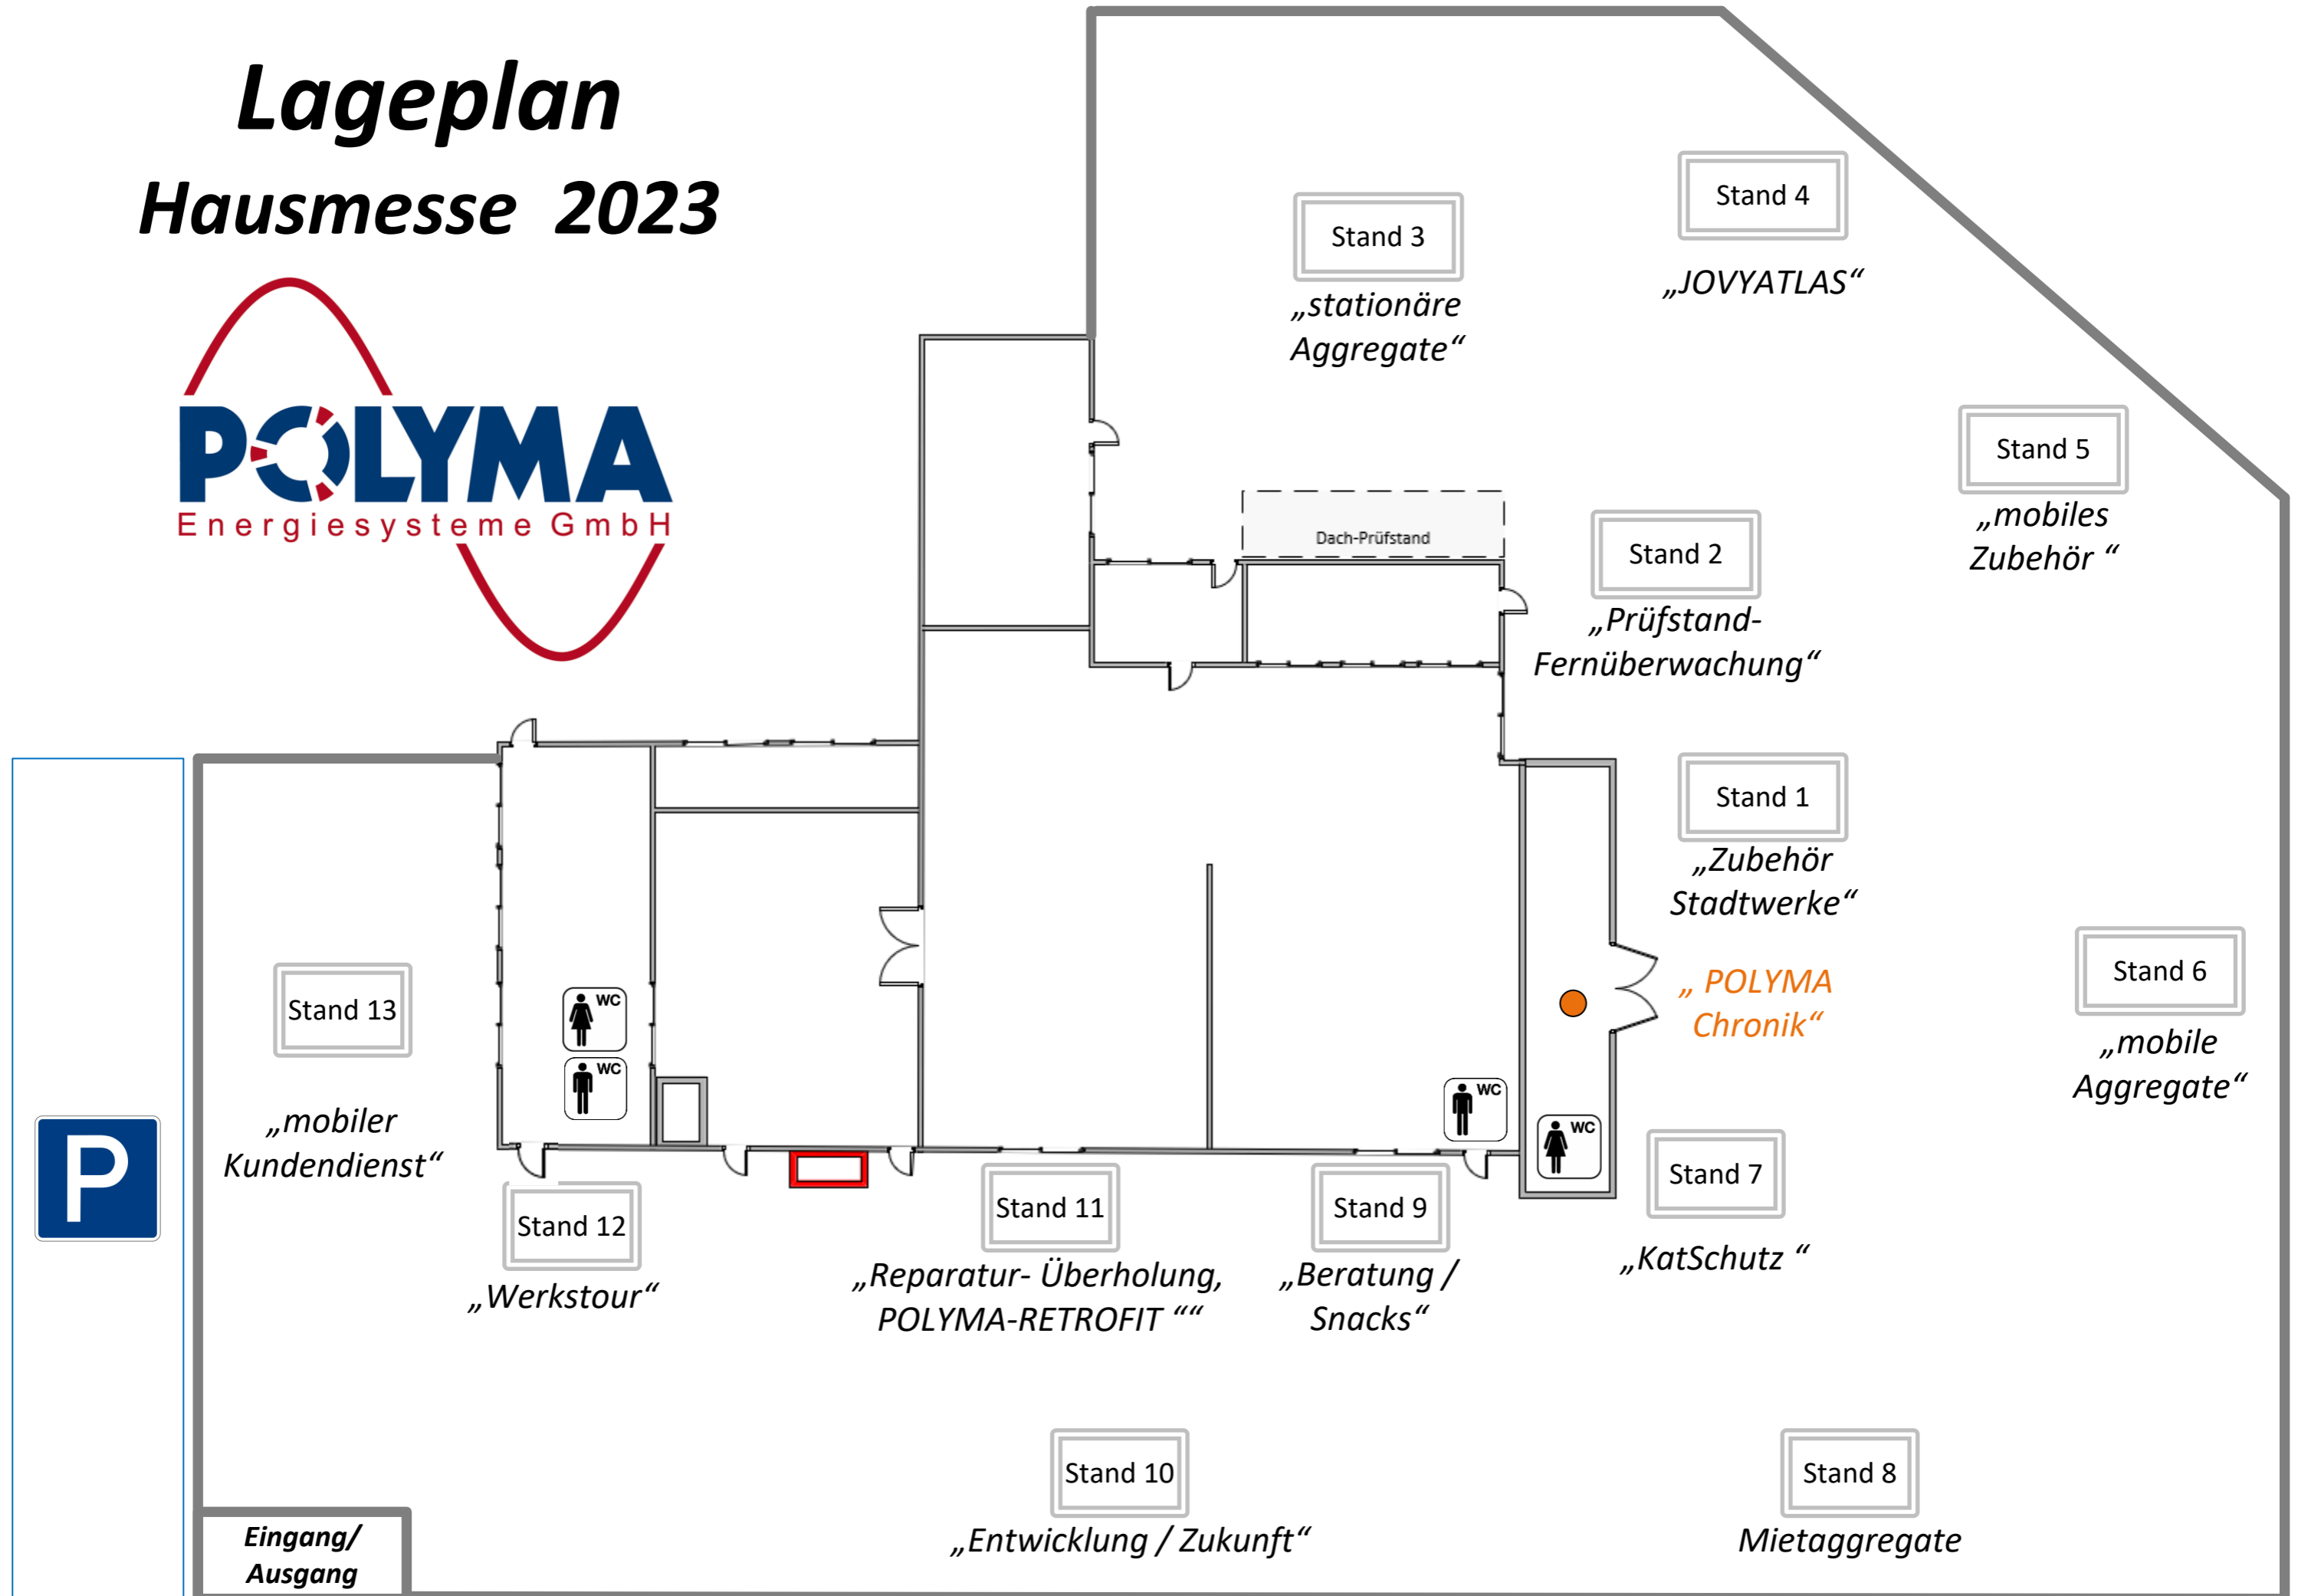 Lageplan
Hausmesse 2023
POLYMA
Energiesysteme GmbH
Stand 4
„JOVYATLAS“
Stand 3
„stationäre
Aggregate“
Stand 5
„mobiles
Zubehör “
Dach-Prüfstand
Stand 2
„Prüfstand-
Fernüberwachung“
Stand 1
„Zubehör
Stadtwerke“
„ POLYMA
Chronik“
Stand 6
„mobile
Aggregate“
Stand 13
„mobiler
Kundendienst“
WC
WC
WC
WC
P
Stand 12
„Werkstour“
Stand 11
„Reparatur- Überholung,
POLYMA-RETROFIT ““
Stand 9
„Beratung /
Snacks“
Stand 7
„KatSchutz “
Stand 10
„Entwicklung / Zukunft“
Stand 8
Mietaggregate
Eingang/
Ausgang